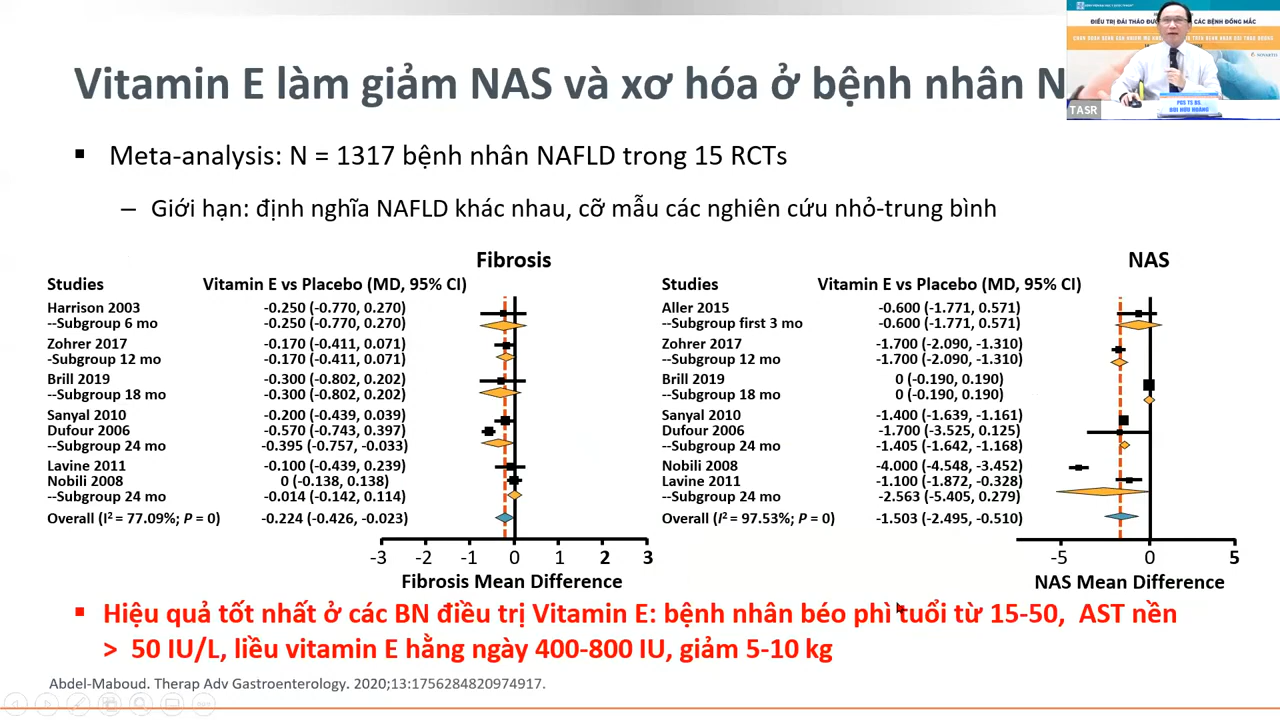 Vitamin E làm giảm NAS và xơ hóa ở bệnh nhân N
ĐIỀU TRỊ ĐÁI THÁO ĐƯỜ CÁC BỆNH ĐỒNG MẮC
NOVARTIS
PGS TS BS.
BÙI HỮU HOÀNG
TASR
▪ Meta-analysis: N = 1317 bệnh nhân NAFLD trong 15 RCTs
– Giới hạn: định nghĩa NAFLD khác nhau, cỡ mẫu các nghiên cứu nhỏ-trung bình
Fibrosis
Studies Vitamin E vs Placebo (MD, 95% CI)
Harrison 2003 -0.250 (-0.770, 0.270)
--Subgroup 6 mo -0.250 (-0.770, 0.270)
Zohrer 2017 -0.170 (-0.411, 0.071)
-Subgroup 12 mo -0.170 (-0.411, 0.071)
Brill 2019 -0.300 (-0.802, 0.202)
--Subgroup 18 mo -0.300 (-0.802, 0.202)
Sanyal 2010 -0.200 (-0.439, 0.039)
Dufour 2006 -0.570 (-0.743, 0.397)
--Subgroup 24 mo -0.395 (-0.757, -0.033)
Lavine 2011 -0.100 (-0.439, 0.239)
Nobili 2008 0 (-0.138, 0.138)
--Subgroup 24 mo -0.014 (-0.142, 0.114)
Overall (I² = 77.09%; P = 0) -0.224 (-0.426, -0.023)
-3 -2 -1 0 1 2 3
Fibrosis Mean Difference
NAS
Studies Vitamin E vs Placebo (MD, 95% CI)
Aller 2015 -0.600 (-1.771, 0.571)
--Subgroup first 3 mo -0.600 (-1.771, 0.571)
Zohrer 2017 -1.700 (-2.090, -1.310)
--Subgroup 12 mo -1.700 (-2.090, -1.310)
Brill 2019 0 (-0.190, 0.190)
--Subgroup 18 mo 0 (-0.190, 0.190)
Sanyal 2010 -1.400 (-1.639, -1.161)
Dufour 2006 -1.700 (-3.525, 0.125)
--Subgroup 24 mo -1.405 (-1.642, -1.168)
Nobili 2008 -4.000 (-4.548, -3.452)
Lavine 2011 -1.100 (-1.872, -0.328)
--Subgroup 24 mo -2.563 (-5.405, 0.279)
Overall (I² = 97.53%; P = 0) -1.503 (-2.495, -0.510)
-5 0 5
NAS Mean Difference
▪ Hiệu quả tốt nhất ở các BN điều trị Vitamin E: bệnh nhân béo phì tuổi từ 15-50, AST nền
> 50 IU/L, liều vitamin E hằng ngày 400-800 IU, giảm 5-10 kg
Abdel-Maboud. Therap Adv Gastroenterology. 2020;13:1756284820974917.